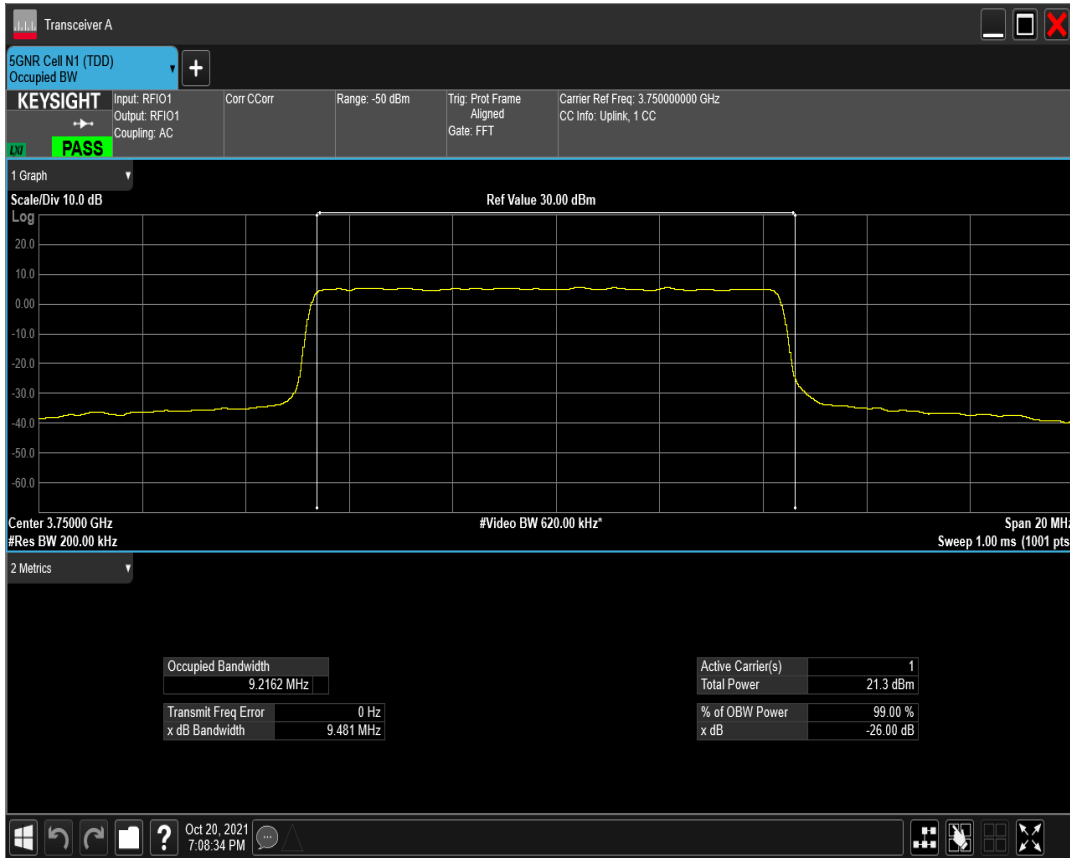 Transceiver A
5GNR Cell N1 (TDD)
Occupied BW
+
KEYSIGHT
LXI
PASS
Input: RFIO1
Output: RFIO1
Coupling: AC
Corr CCorr
Range: -50 dBm
Trig: Prot Frame
Aligned
Gate: FFT
Carrier Ref Freq: 3.750000000 GHz
CC Info: Uplink, 1 CC
1 Graph
Scale/Div 10.0 dB
Ref Value 30.00 dBm
Log
20.0
10.0
0.00
-10.0
-20.0
-30.0
-40.0
-50.0
-60.0
Center 3.75000 GHz
#Video BW 620.00 kHz*
Span 20 MHz
#Res BW 200.00 kHz
Sweep 1.00 ms (1001 pts
2 Metrics
Occupied Bandwidth
9.2162 MHz
Transmit Freq Error 0 Hz
x dB Bandwidth 9.481 MHz
Active Carrier(s) 1
Total Power 21.3 dBm
% of OBW Power 99.00 %
x dB -26.00 dB
?
Oct 20, 2021
7:08:34 PM